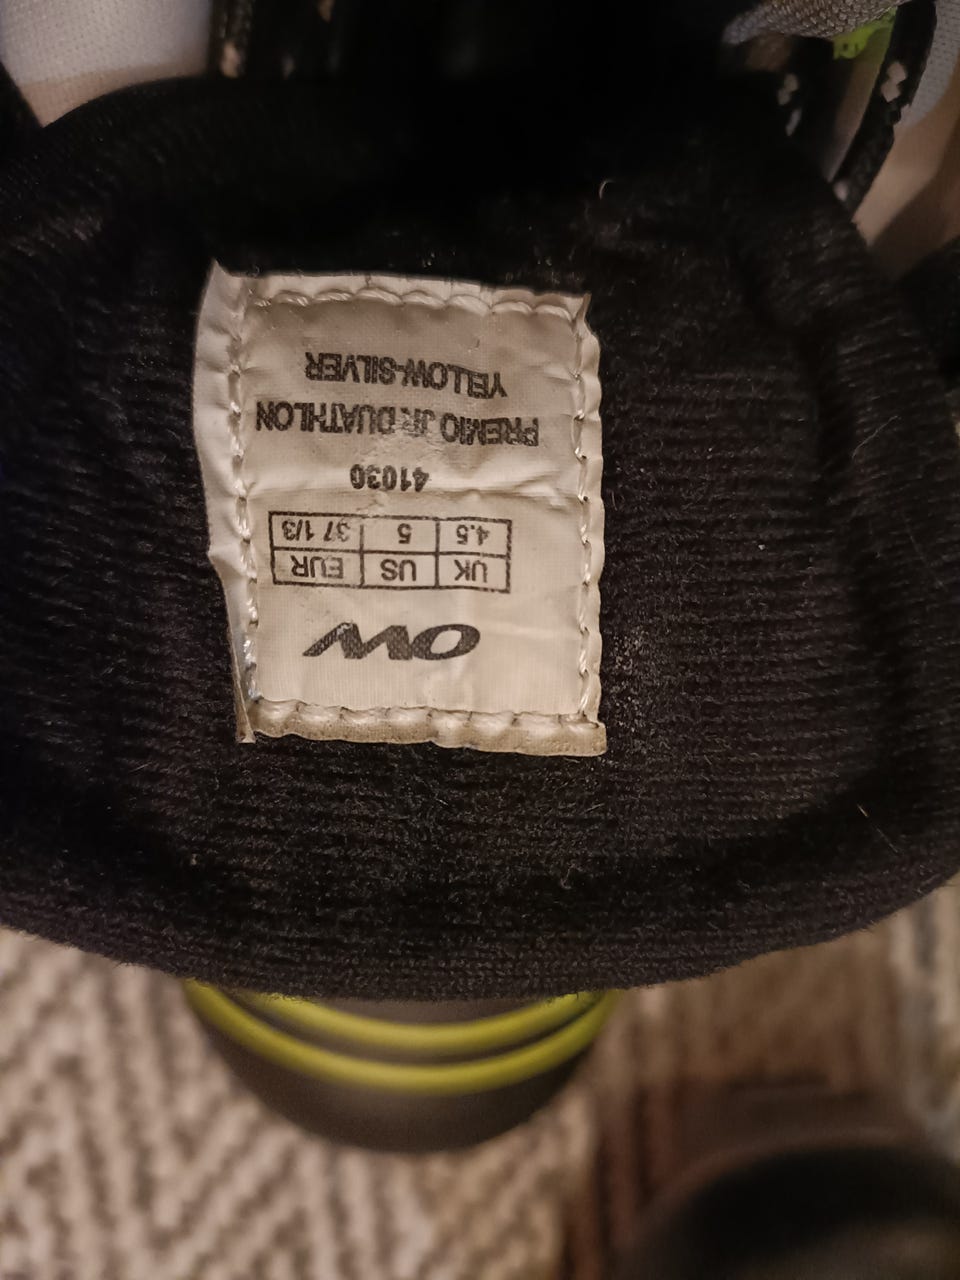 OW
UK US EUR
4.5 5 37 1/3
41030
PREMIO JR DUATHLON
YELLOW-SILVER